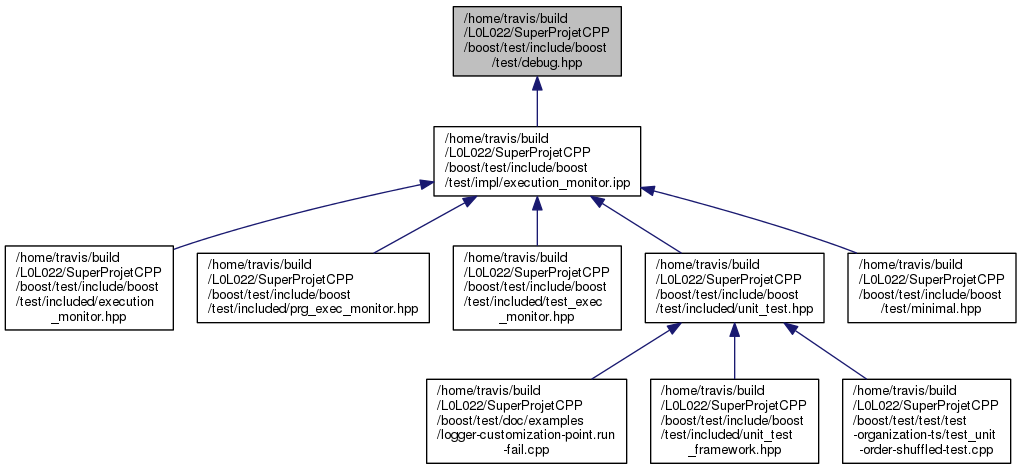 /home/travis/build
/L0L022/SuperProjetCPP
/boost/test/include/boost
/test/debug.hpp
/home/travis/build
/L0L022/SuperProjetCPP
/boost/test/include/boost
/test/impl/execution_monitor.ipp
/home/travis/build
/L0L022/SuperProjetCPP
/boost/test/include/boost
/test/included/execution
_monitor.hpp
/home/travis/build
/L0L022/SuperProjetCPP
/boost/test/include/boost
/test/included/prg_exec_monitor.hpp
/home/travis/build
/L0L022/SuperProjetCPP
/boost/test/include/boost
/test/included/test_exec
_monitor.hpp
/home/travis/build
/L0L022/SuperProjetCPP
/boost/test/include/boost
/test/included/unit_test.hpp
/home/travis/build
/L0L022/SuperProjetCPP
/boost/test/include/boost
/test/minimal.hpp
/home/travis/build
/L0L022/SuperProjetCPP
/boost/test/doc/examples
/logger-customization-point.run
-fail.cpp
/home/travis/build
/L0L022/SuperProjetCPP
/boost/test/include/boost
/test/included/unit_test
_framework.hpp
/home/travis/build
/L0L022/SuperProjetCPP
/boost/test/test/test
-organization-ts/test_unit
-order-shuffled-test.cpp